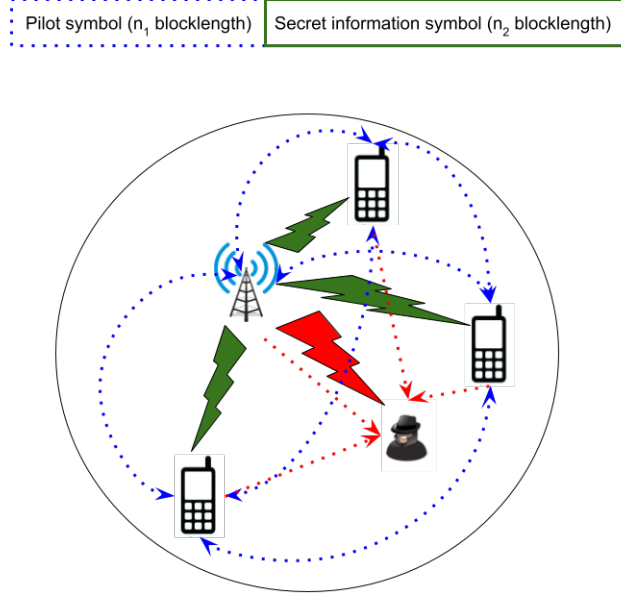 Pilot symbol (n₁ blocklength)
Secret information symbol (n₂ blocklength)